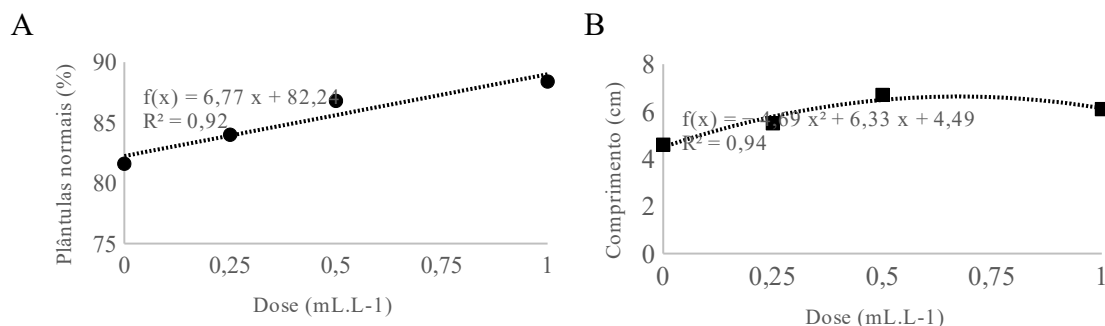 A
Plântulas normais (%)
90
85
80
75
f(x) = 6,77 x + 82,24
R² = 0,92
0
0,25
0,5
0,75
1
Dose (mL.L-1)
B
Comprimento (cm)
8
6
4
2
0
f(x) = − 4,69 x² + 6,33 x + 4,49
R² = 0,94
0
0,25
0,5
0,75
1
Dose (mL.L-1)